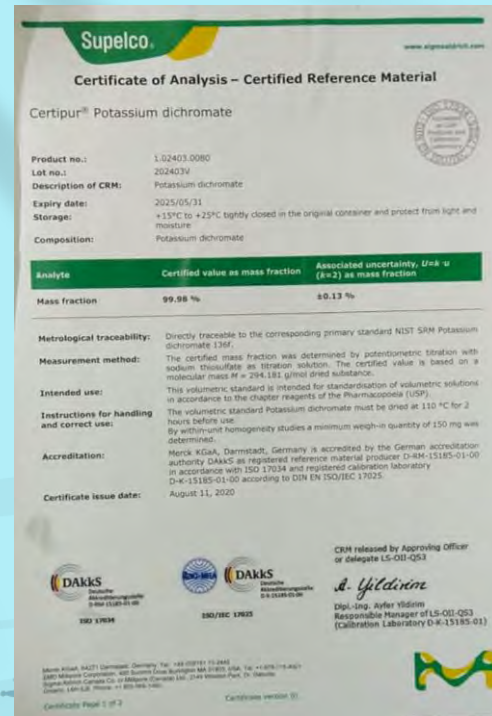 Supelco.
www.sigmaaldrich.com
Certificate of Analysis – Certified Reference Material
Certipur® Potassium dichromate
Product no.: 1.02403.0080
Lot no.: 202403V
Description of CRM: Potassium dichromate
Expiry date: 2025/05/31
Storage: +15°C to +25°C tightly closed in the original container and protect from light and
moisture
Composition: Potassium dichromate
Analyte Certified value as mass fraction Associated uncertainty, U=k·u
(k=2) as mass fraction
Mass fraction 99.98 % ±0.13 %
Metrological traceability: Directly traceable to the corresponding primary standard NIST SRM Potassium
dichromate 136f.
Measurement method: The certified mass fraction was determined by potentiometric titration with
sodium thiosulfate as titration solution. The certified value is based on a
molecular mass M = 294.181 g/mol dried substance.
Intended use: This volumetric standard is intended for standardisation of volumetric solutions
in accordance to the chapter reagents of the Pharmacopoeia (USP).
Instructions for handling The volumetric standard Potassium dichromate must be dried at 110 °C for 2
and correct use: hours before use.
By within-unit homogeneity studies a minimum weigh-in quantity of 150 mg was
determined.
Accreditation: Merck KGaA, Darmstadt, Germany is accredited by the German accreditation
authority DAkkS as registered reference material producer D-RM-15185-01-00
in accordance with ISO 17034 and registered calibration laboratory
D-K-15185-01-00 according to DIN EN ISO/IEC 17025.
Certificate issue date: August 11, 2020
CRM released by Approving Officer
or delegate LS-OII-QS3
DAkkS
Deutsche
Akkreditierungsstelle
D-RM-15185-01-00
ISO 17034
DAkkS
Deutsche
Akkreditierungsstelle
D-K-15185-01-00
ISO/IEC 17025
A. Yildirim
Dipl.-Ing. Ayfer Yildirim
Responsible Manager of LS-OII-QS3
(Calibration Laboratory D-K-15185-01)
Certificate Page 1 of 2
Certificate version 01
M